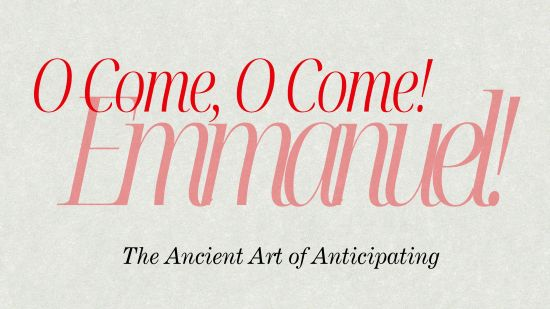 O Come, O Come!
Emmanuel!
The Ancient Art of Anticipating